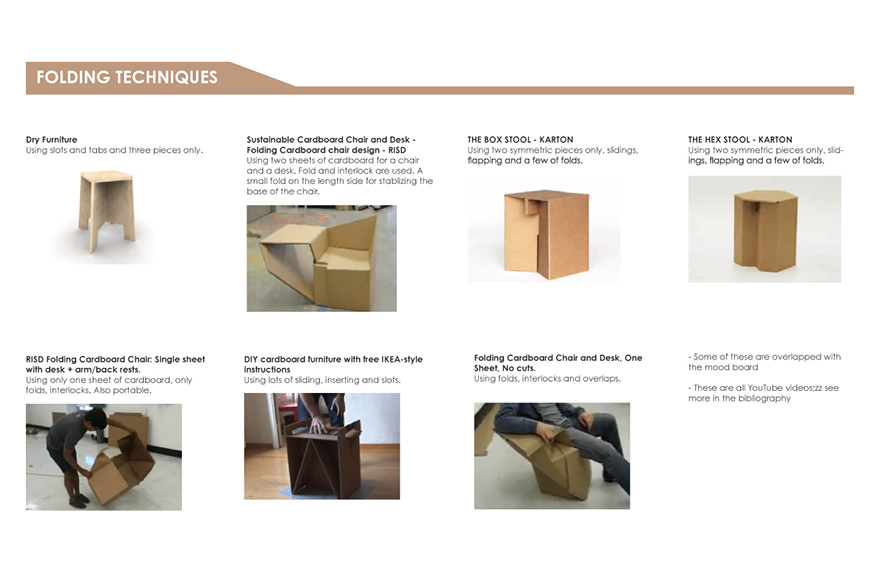 FOLDING TECHNIQUES
Dry Furniture
Using slots and tabs and three pieces only.
Sustainable Cardboard Chair and Desk -
Folding Cardboard chair design - RISD
Using two sheets of cardboard for a chair
and a desk. Fold and interlock are used. A
small fold on the length side for stablizing the
base of the chair.
THE BOX STOOL - KARTON
Using two symmetric pieces only, slidings,
flapping and a few of folds.
THE HEX STOOL - KARTON
Using two symmetric pieces only, slid-
ings, flapping and a few of folds.
RISD Folding Cardboard Chair: Single sheet
with desk + arm/back rests.
Using only one sheet of cardboard, only
folds, interlocks. Also portable.
DIY cardboard furniture with free IKEA-style
instructions
Using lots of sliding, inserting and slots.
Folding Cardboard Chair and Desk, One
Sheet, No cuts.
Using folds, interlocks and overlaps.
- Some of these are overlapped with
the mood board
- These are all YouTube videos;zz see
more in the bibliography